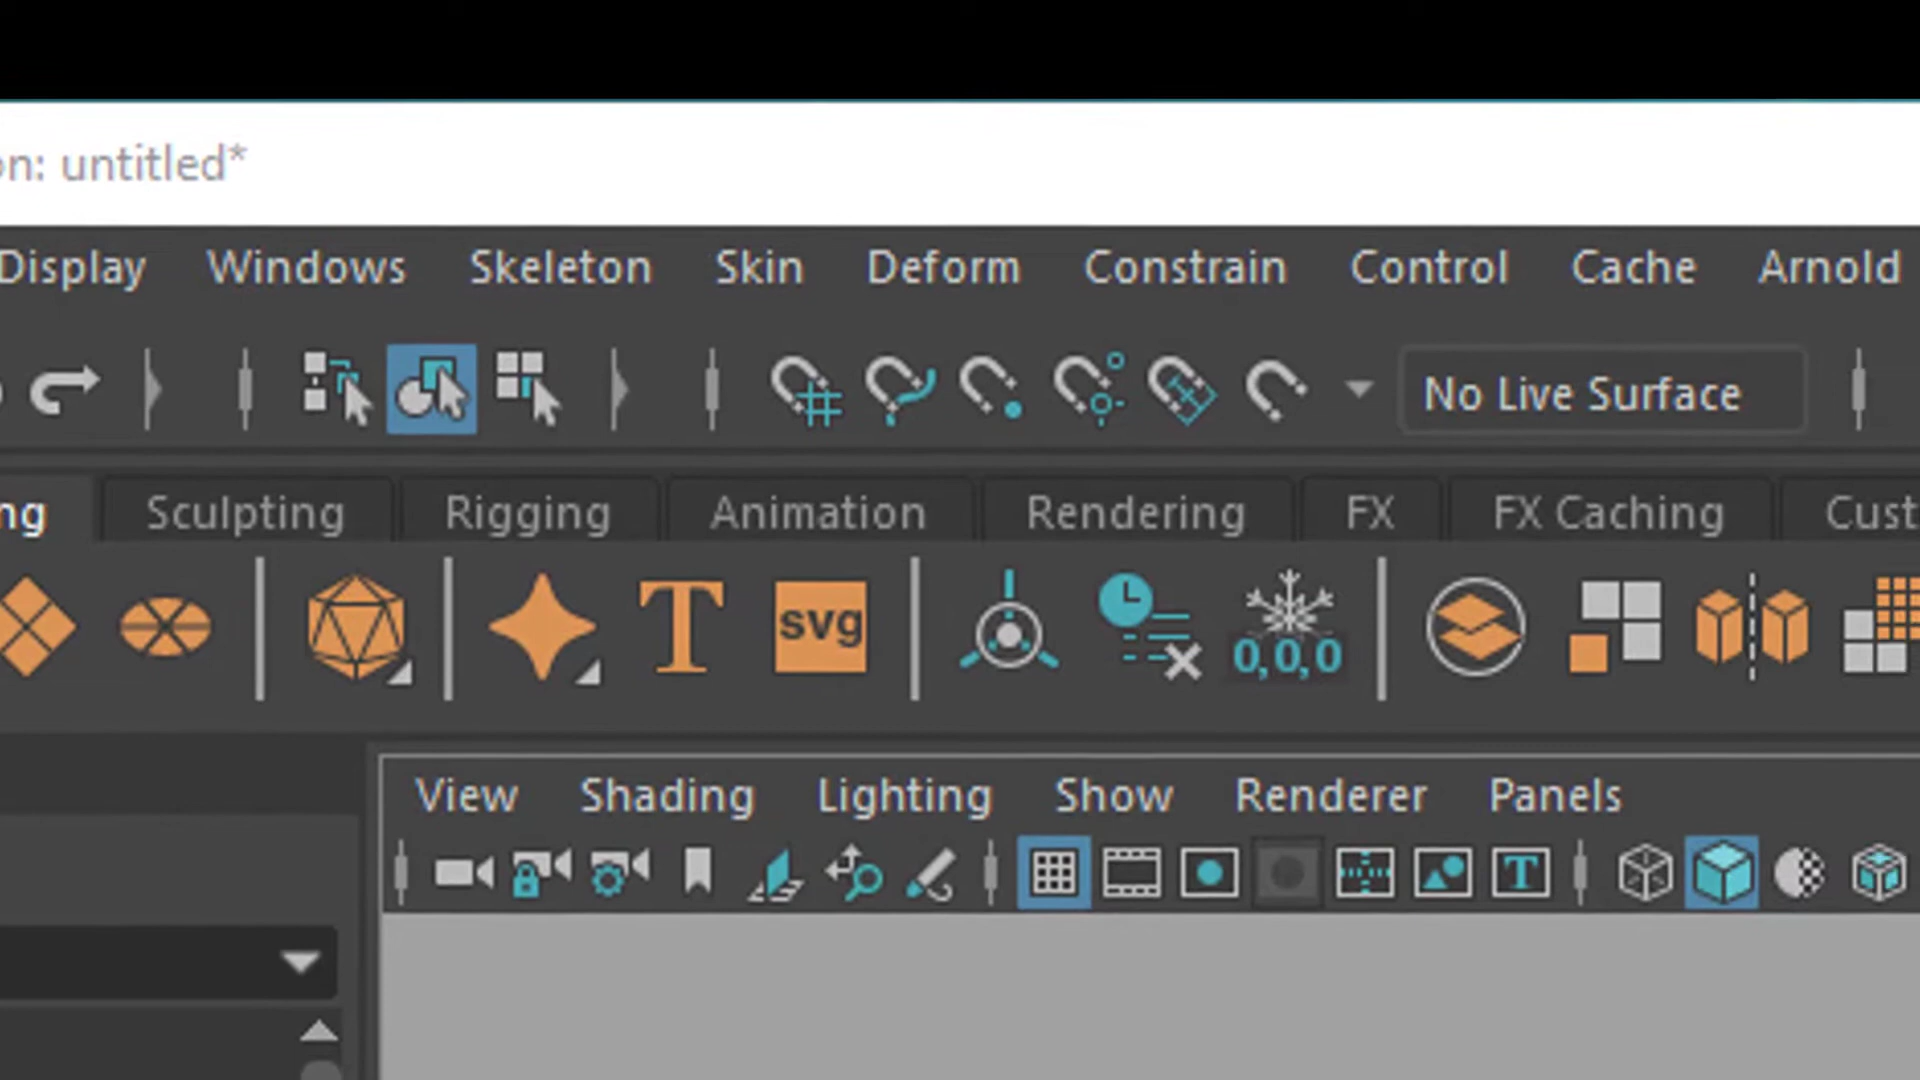 on: untitled*
Display Windows Skeleton Skin Deform Constrain Control Cache Arnold
No Live Surface
ng Sculpting Rigging Animation Rendering FX FX Caching Cust
T svg 0,0,0
View Shading Lighting Show Renderer Panels
T